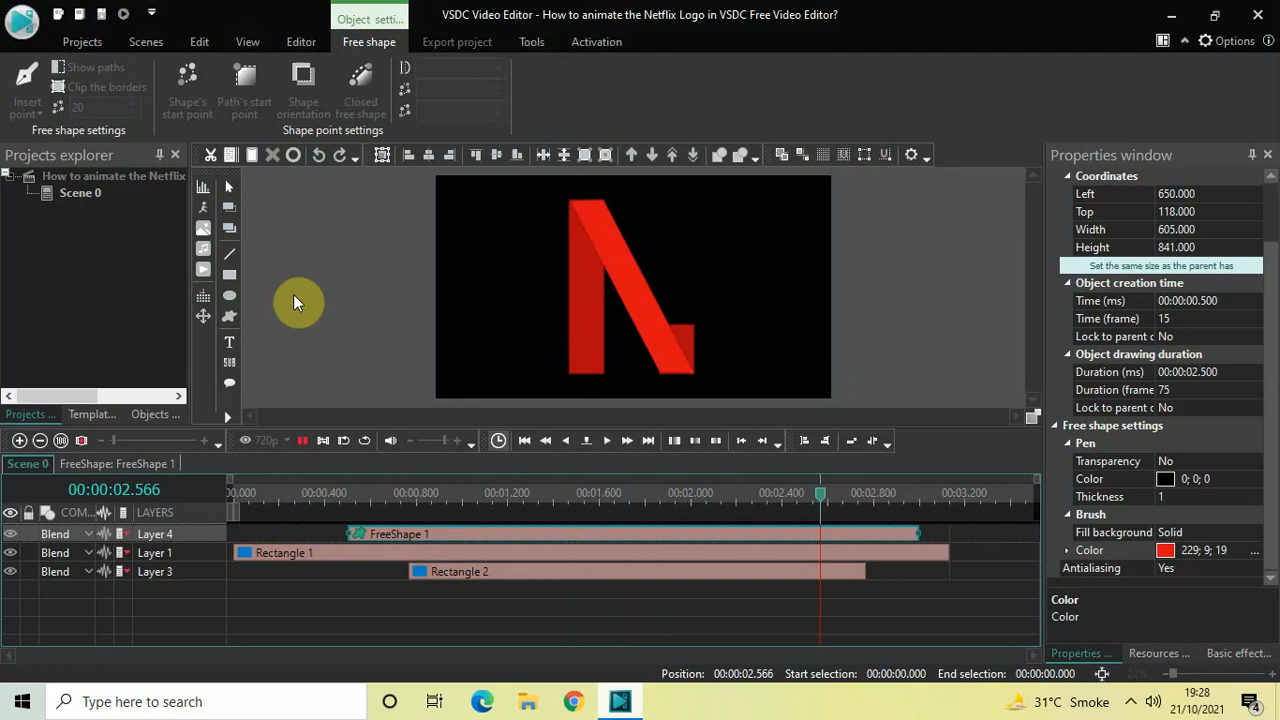 VSDC Video Editor - How to animate the Netflix Logo in VSDC Free Video Editor?
Object setti...
Projects
Scenes
Edit
View
Editor
Free shape
Export project
Tools
Activation
Options
Insert point
Show paths
Clip the borders
20
Shape's start point
Path's start point
Shape orientation
Closed free shape
Free shape settings
Shape point settings
Projects explorer
How to animate the Netflix
Scene 0
Projects ...
Templat...
Objects ...
Properties window
Coordinates
Left 650.000
Top 118.000
Width 605.000
Height 841.000
Set the same size as the parent has
Object creation time
Time (ms) 00:00:00.500
Time (frame) 15
Lock to parent c No
Object drawing duration
Duration (ms) 00:00:02.500
Duration (frame 75
Lock to parent c No
Free shape settings
Pen
Transparency No
Color 0; 0; 0
Thickness 1
Brush
Fill background Solid
Color 229; 9; 19 ...
Antialiasing Yes
Color
Color
Properties ...
Resources ...
Basic effect...
720p
Scene 0
FreeShape: FreeShape 1
00:00:02.566
.000 00:00.400 00:00.800 00:01.200 00:01.600 00:02.000 00:02.400 00:02.800 00:03.200
COM...
LAYERS
Blend Layer 4 FreeShape 1
Blend Layer 1 Rectangle 1
Blend Layer 3 Rectangle 2
Position: 00:00:02.566 Start selection: 00:00:00.000 End selection: 00:00:00.000
Type here to search
31°C Smoke
19:28
21/10/2021
4